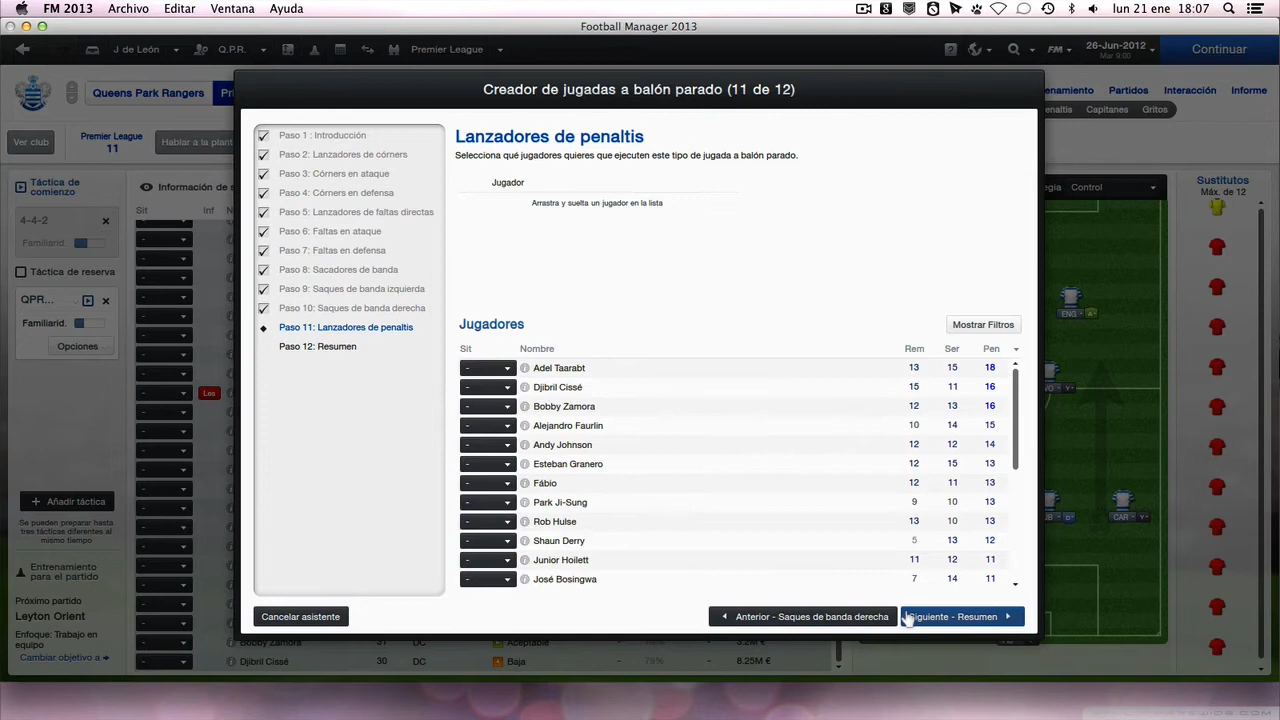 FM 2013 Archivo Editar Ventana Ayuda
lun 21 ene 18:07
Football Manager 2013
J de León Q.P.R. Premier League
FM
26-Jun-2012
Mar 9:00
Continuar
Queens Park Rangers
Partidos Interacción Informe
Capitanes Gritos
Ver club
Premier League
11
Hablar a la plant
Creador de jugadas a balón parado (11 de 12)
Paso 1 : Introducción
Paso 2: Lanzadores de córners
Paso 3: Córners en ataque
Paso 4: Córners en defensa
Paso 5: Lanzadores de faltas directas
Paso 6: Faltas en ataque
Paso 7: Faltas en defensa
Paso 8: Sacadores de banda
Paso 9: Saques de banda izquierda
Paso 10: Saques de banda derecha
Paso 11: Lanzadores de penaltis
Paso 12: Resumen
Lanzadores de penaltis
Selecciona qué jugadores quieres que ejecuten este tipo de jugada a balón parado.
Jugador
Arrastra y suelta un jugador en la lista
Jugadores
Mostrar Filtros
Sit Nombre Rem Ser Pen
- Adel Taarabt 13 15 18
- Djibril Cissé 15 11 16
- Bobby Zamora 12 13 16
- Alejandro Faurlin 10 14 15
- Andy Johnson 12 12 14
- Esteban Granero 12 15 13
- Fábio 12 11 13
- Park Ji-Sung 9 10 13
- Rob Hulse 13 10 13
- Shaun Derry 5 13 12
- Junior Hoilett 11 12 11
- José Bosingwa 7 14 11
Cancelar asistente
Anterior - Saques de banda derecha
Siguiente - Resumen
Táctica de
comienzo
4-4-2
Familiarid.
Táctica de reserva
QPR...
Familiarid.
Opciones
Añadir táctica
Se pueden preparar hasta
tres tácticas diferentes al
mismo tiempo
Entrenamiento
para el partido
Próximo partido
Leyton Orient
Enfoque: Trabajo en
equipo
Cambiar objetivo a
Información de
Sit Inf
Les
Djibril Cissé 30 DC Baja - 79% - 8.25M €
Control
Sustitutos
Máx. de 12
ENG
CAR